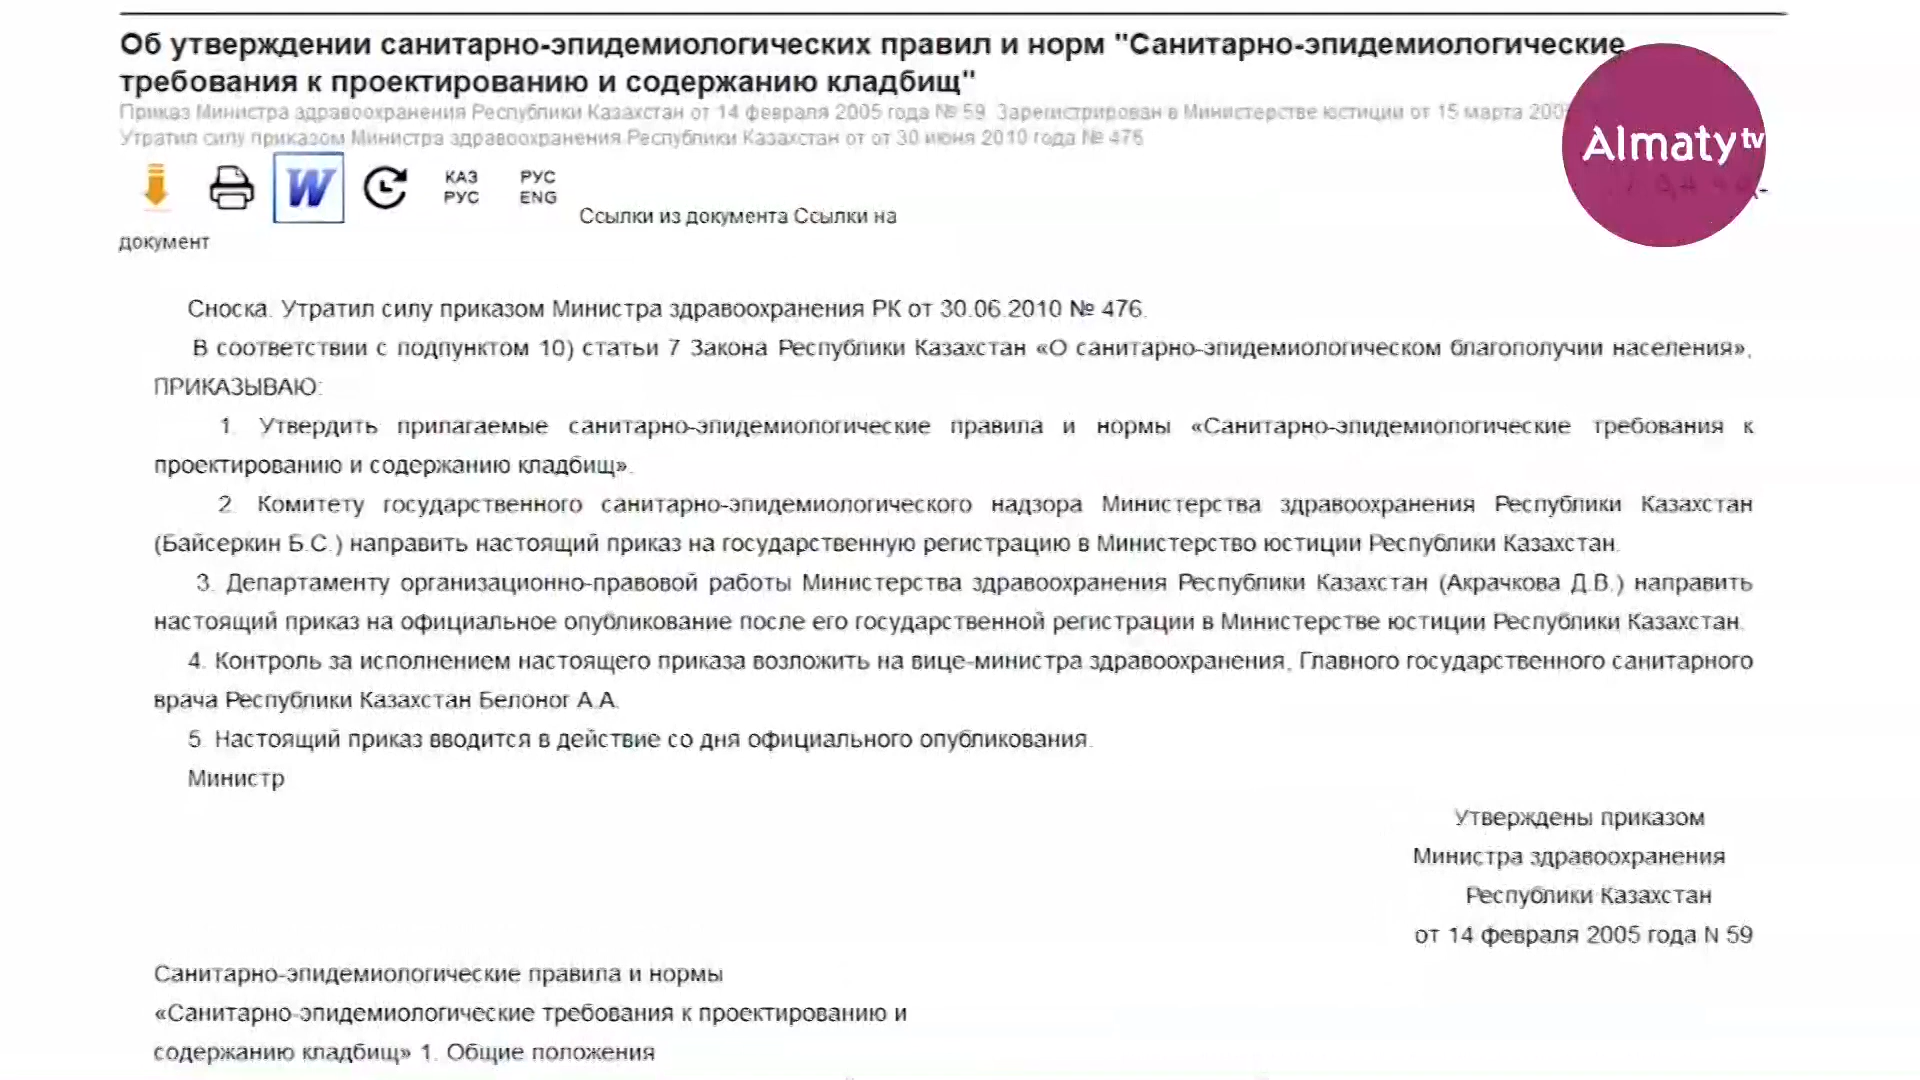 Об утверждении санитарно-эпидемиологических правил и норм "Санитарно-эпидемиологические
требования к проектированию и содержанию кладбищ"
Приказ Министра здравоохранения Республики Казахстан от 14 февраля 2005 года № 59. Зарегистрирован в Министерстве юстиции от 15 марта
Утратил силу приказом Министра здравоохранения Республики Казахстан от от 30 июня 2010 года № 476
Almaty tv
W
КАЗ РУС
РУС ENG
Ссылки из документа Ссылки на
документ
Сноска. Утратил силу приказом Министра здравоохранения РК от 30.06.2010 № 476.
В соответствии с подпунктом 10) статьи 7 Закона Республики Казахстан «О санитарно-эпидемиологическом благополучии населения»,
ПРИКАЗЫВАЮ:
1. Утвердить прилагаемые санитарно-эпидемиологические правила и нормы «Санитарно-эпидемиологические требования к
проектированию и содержанию кладбищ».
2. Комитету государственного санитарно-эпидемиологического надзора Министерства здравоохранения Республики Казахстан
(Байсеркин Б.С.) направить настоящий приказ на государственную регистрацию в Министерство юстиции Республики Казахстан.
3. Департаменту организационно-правовой работы Министерства здравоохранения Республики Казахстан (Акрачкова Д.В.) направить
настоящий приказ на официальное опубликование после его государственной регистрации в Министерстве юстиции Республики Казахстан.
4. Контроль за исполнением настоящего приказа возложить на вице-министра здравоохранения, Главного государственного санитарного
врача Республики Казахстан Белоног А.А.
5. Настоящий приказ вводится в действие со дня официального опубликования.
Министр
Утверждены приказом
Министра здравоохранения
Республики Казахстан
от 14 февраля 2005 года N 59
Санитарно-эпидемиологические правила и нормы
«Санитарно-эпидемиологические требования к проектированию и
содержанию кладбищ» 1. Общие положения